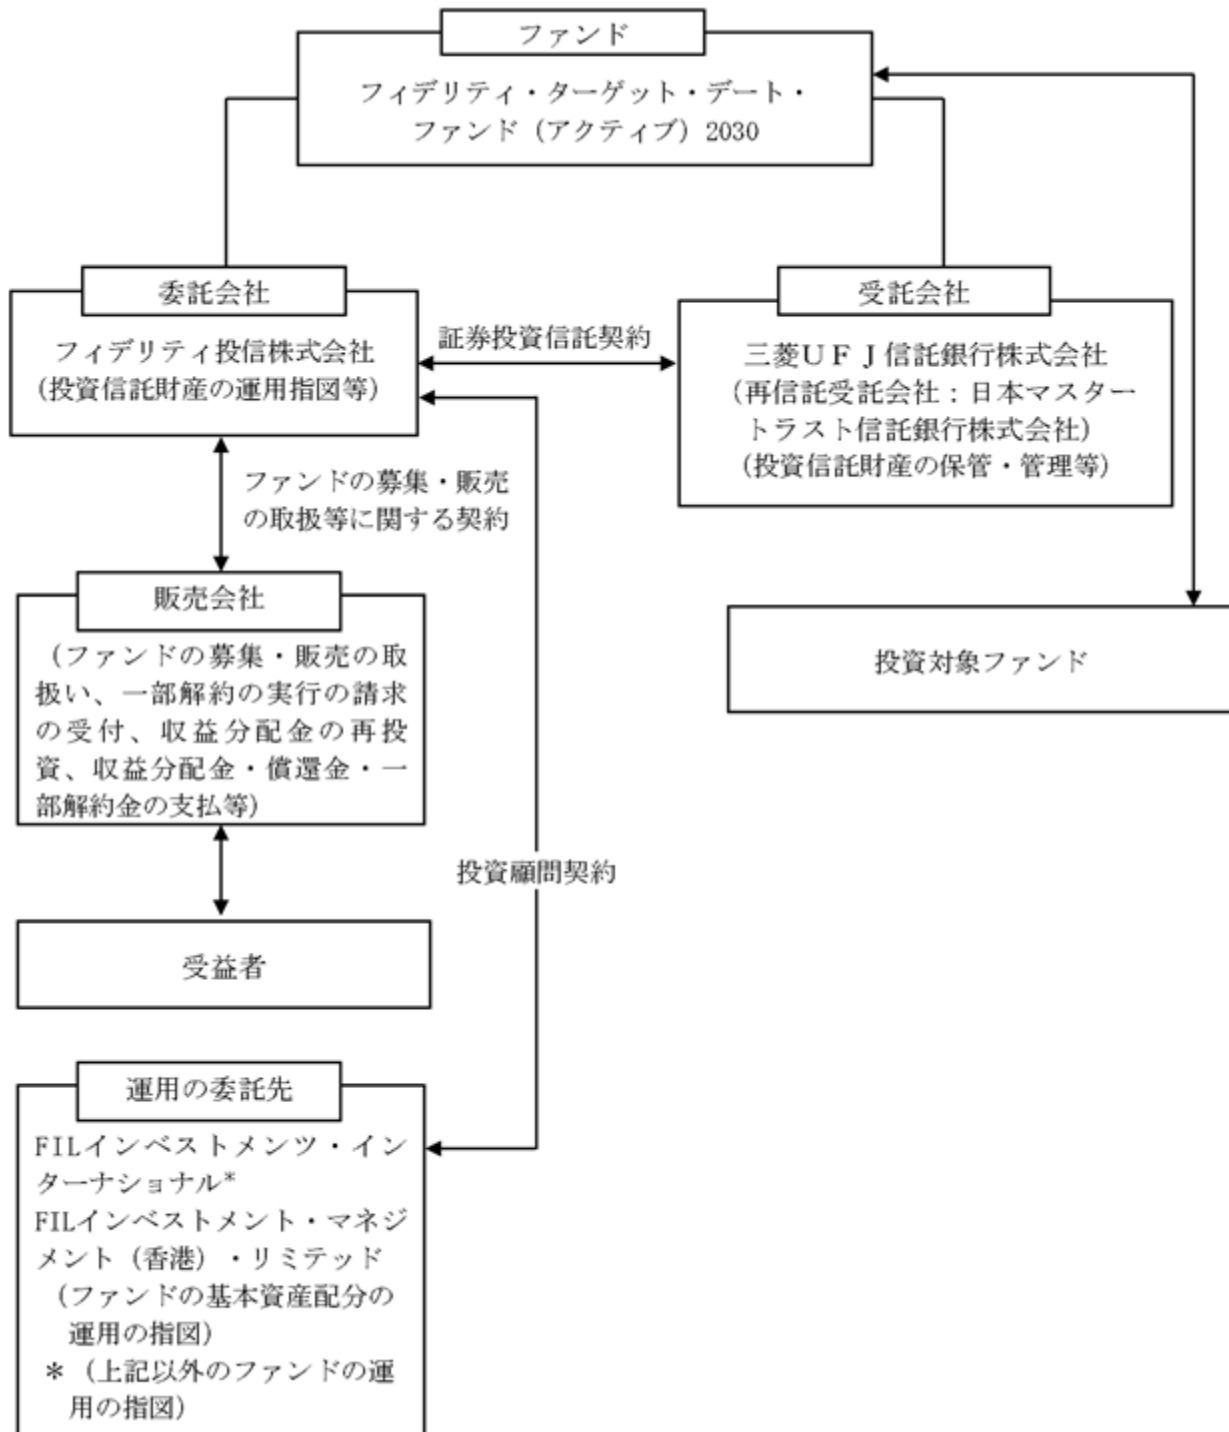 ファンド
フィデリティ・ターゲット・デート・
ファンド（アクティブ）2030
委託会社
フィデリティ投信株式会社
（投資信託財産の運用指図等）
証券投資信託契約
受託会社
三菱ＵＦＪ信託銀行株式会社
（再信託受託会社：日本マスター
トラスト信託銀行株式会社）
（投資信託財産の保管・管理等）
ファンドの募集・販売
の取扱等に関する契約
販売会社
（ファンドの募集・販売の取
扱い、一部解約の実行の請求
の受付、収益分配金の再投
資、収益分配金・償還金・一
部解約金の支払等）
投資対象ファンド
投資顧問契約
受益者
運用の委託先
FILインベストメンツ・イン
ターナショナル*
FILインベストメント・マネジ
メント（香港）・リミテッド
（ファンドの基本資産配分の
運用の指図）
＊（上記以外のファンドの運
用の指図）